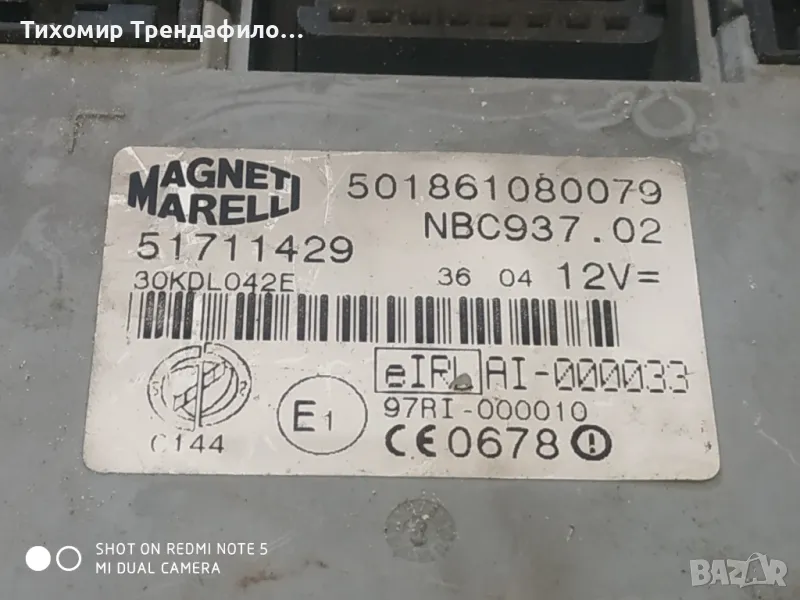 Тихомир Трендафило...
MAGNETI MARELLI
501861080079
NBC937.02
51711429
30KDL042E
36 04 12V=
eIRL AI-000033
97RI-000010
E1
C144
CE0678
SHOT ON REDMI NOTE 5
MI DUAL CAMERA
BAZAR